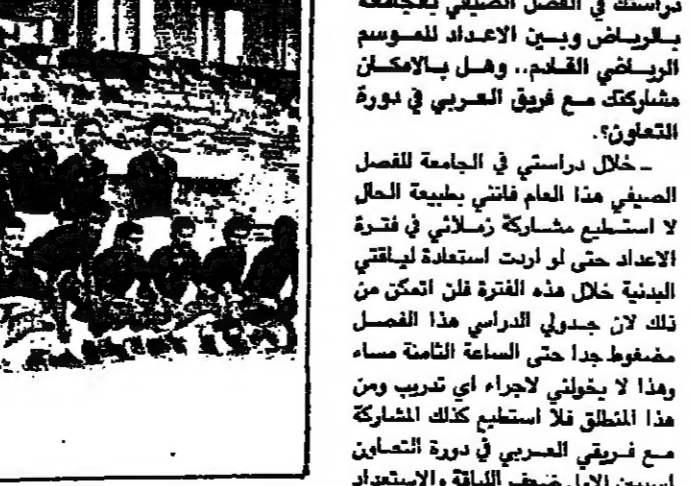 دراستك في الفصل الصيفي بالجامعة
بالرياض وبين الاعداد للموسم
الرياضي القادم.. وهل بالامكان
مشاركتك مع فريق العربي في دورة
التعاون؟.
ـ خلال دراستي في الجامعة للفصل
الصيفي هذا العام فانني بطبيعة الحال
لا استطيع مشاركة زملائي في فترة
الاعداد حتى لو اردت استعادة لياقتي
البدنية خلال هذه الفترة فلن اتمكن من
ذلك لان جدولي الدراسي هذا الفصل
مضغوط جدا حتى الساعة الثامنة مساء
وهذا لا يخولني لاجراء اي تدريب ومن
هذا المنطلق فلا استطيع كذلك المشاركة
مع فريقي العربي في دورة التعاون
لسببين الاول ضعف اللياقة والاستعداد